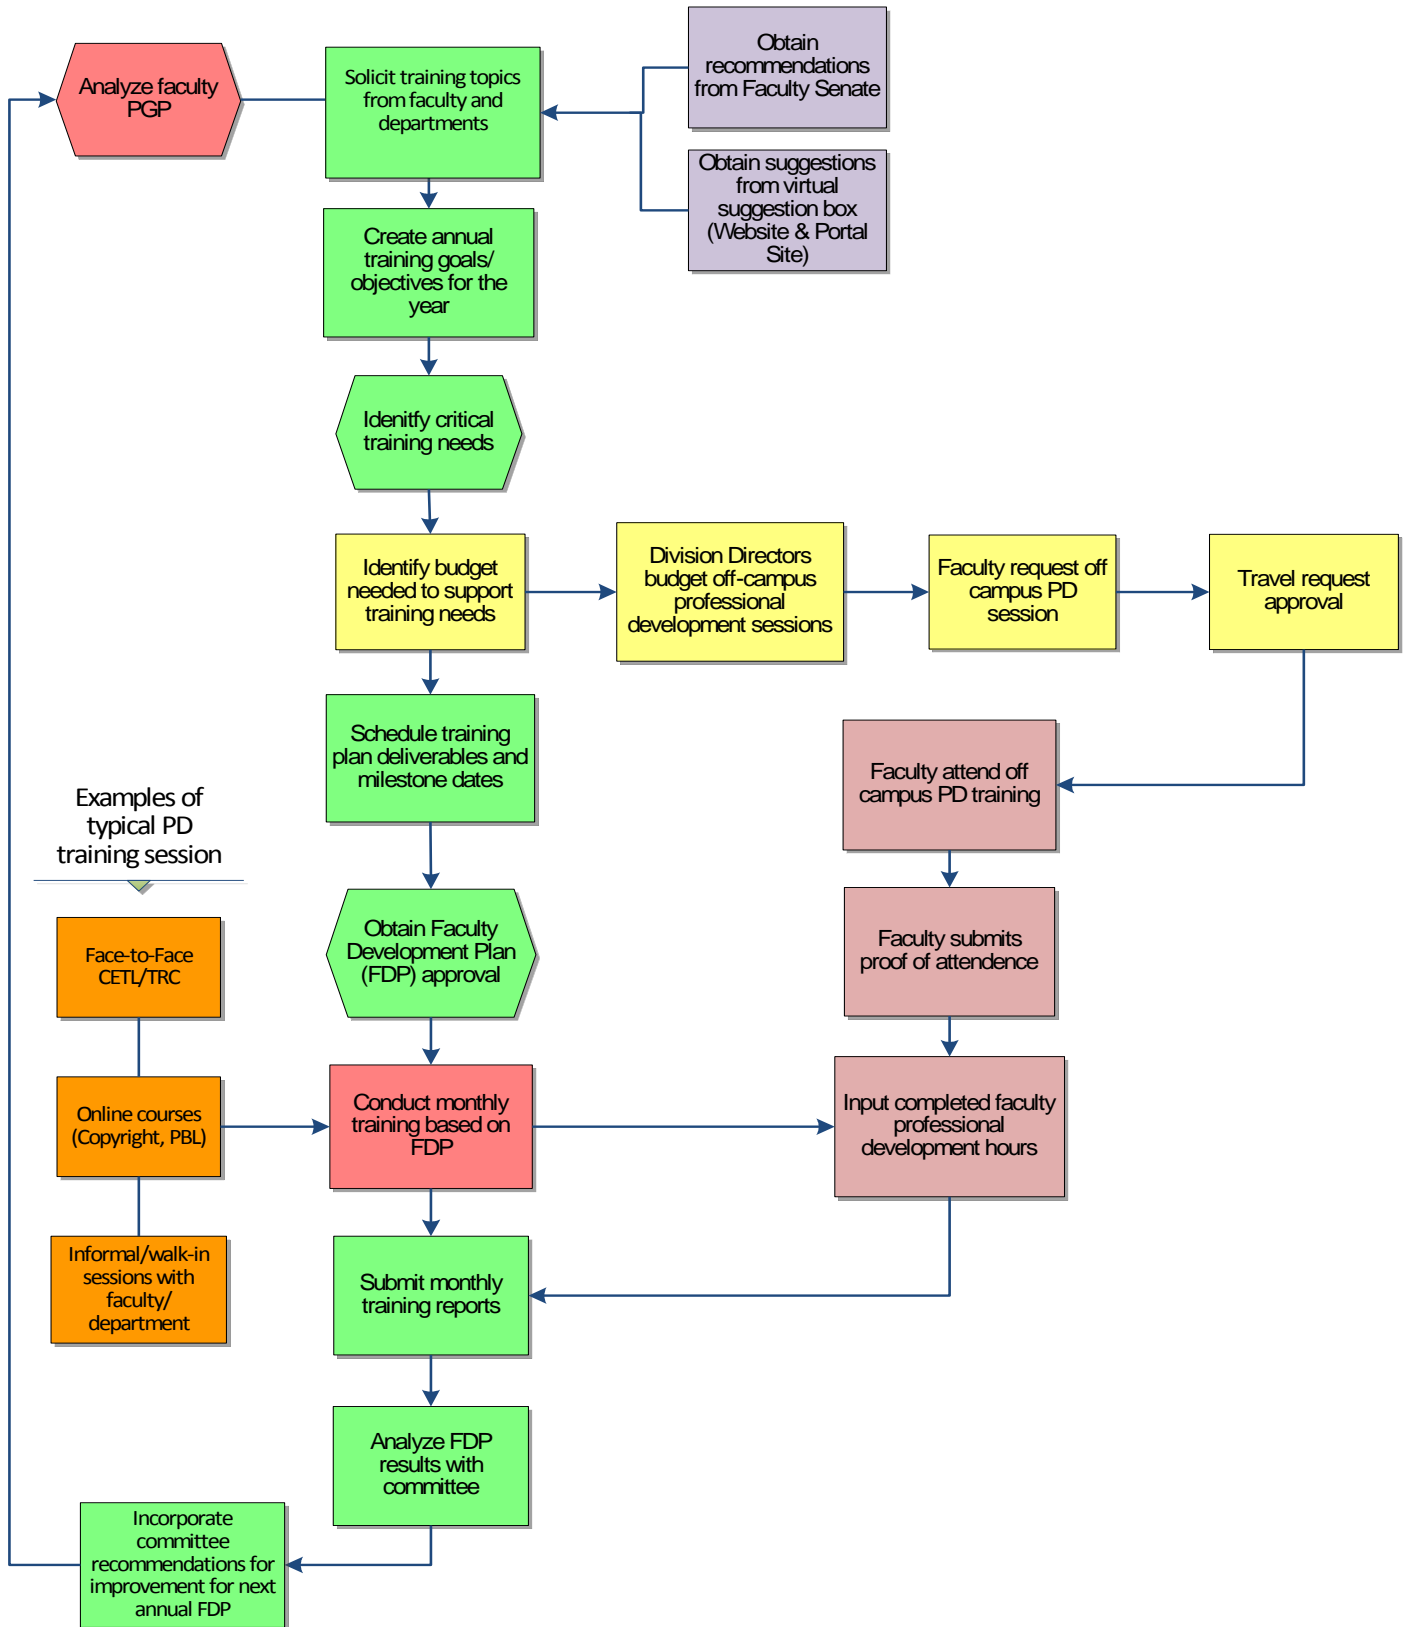 Analyze faculty
PGP
Solicit training topics
from faculty and
departments
Obtain
recommendations
from Faculty Senate
Obtain suggestions
from virtual
suggestion box
(Website & Portal
Site)
Create annual
training goals/
objectives for the
year
Idenitfy critical
training needs
Identify budget
needed to support
training needs
Division Directors
budget off-campus
professional
development sessions
Faculty request off
campus PD
session
Travel request
approval
Schedule training
plan deliverables and
milestone dates
Faculty attend off
campus PD training
Examples of
typical PD
training session
Face-to-Face
CETL/TRC
Obtain Faculty
Development Plan
(FDP) approval
Faculty submits
proof of attendence
Online courses
(Copyright, PBL)
Conduct monthly
training based on
FDP
Input completed faculty
professional
development hours
Informal/walk-in
sessions with
faculty/
department
Submit monthly
training reports
Analyze FDP
results with
committee
Incorporate
committee
recommendations for
improvement for next
annual FDP